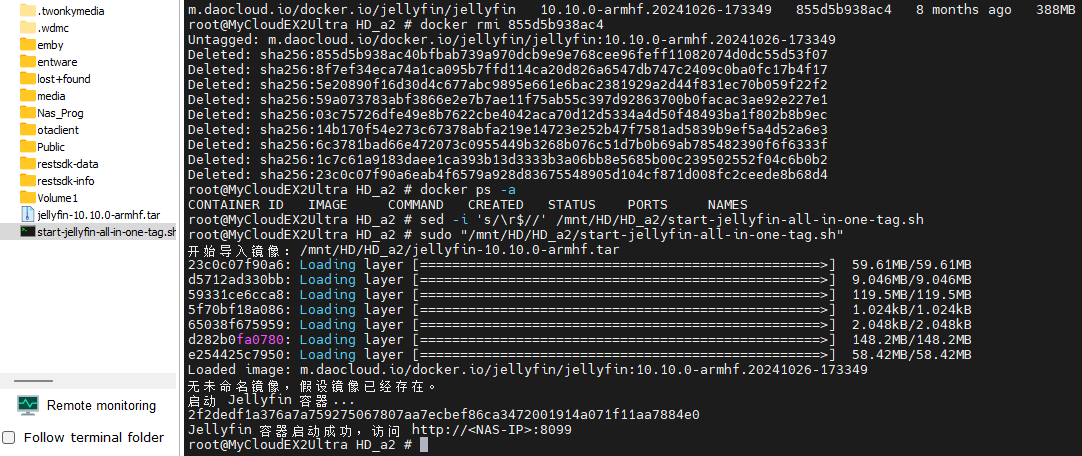 .twonkymedia
.wdmc
emby
entware
lost+found
media
Nas_Prog
otaclient
Public
restsdk-data
restsdk-info
Volume1
jellyfin-10.10.0-armhf.tar
start-jellyfin-all-in-one-tag.sh
Remote monitoring
Follow terminal folder
m.daocloud.io/docker.io/jellyfin/jellyfin 10.10.0-armhf.20241026-173349 855d5b938ac4 8 months ago 388MB
root@MyCloudEX2Ultra HD_a2 # docker rmi 855d5b938ac4
Untagged: m.daocloud.io/docker.io/jellyfin/jellyfin:10.10.0-armhf.20241026-173349
Deleted: sha256:855d5b938ac40bfbab739a970dcb9e9e768cee96feff11082074d0dc55d53f07
Deleted: sha256:8f7ef34eca74a1ca095b7ffd114ca20d826a6547db747c2409c0ba0fc17b4f17
Deleted: sha256:5e20890f16d30d4c677abc9895e661e6bac2381929a2d44f831ec70b059f22f2
Deleted: sha256:59a073783abf3866e2e7b7ae11f75ab55c397d92863700b0facac3ae92e227e1
Deleted: sha256:03c75726dfe49e8b7622cbe4042aca70d12d5334a4d50f48493ba1f802b8b9ec
Deleted: sha256:14b170f54e273c67378abfa219e14723e252b47f7581ad5839b9ef5a4d52a6e3
Deleted: sha256:6c3781bad66e472073c0955449b3268b076c51d7b0b69ab785482390f6f6333f
Deleted: sha256:1c7c61a9183daee1ca393b13d3333b3a06bb8e5685b00c239502552f04c6b0b2
Deleted: sha256:23c0c07f90a6eab4f6579a928d83675548905d104cf871d008fc2ceede8b68d4
root@MyCloudEX2Ultra HD_a2 # docker ps -a
CONTAINER ID IMAGE COMMAND CREATED STATUS PORTS NAMES
root@MyCloudEX2Ultra HD_a2 # sed -i 's/\r$//' /mnt/HD/HD_a2/start-jellyfin-all-in-one-tag.sh
root@MyCloudEX2Ultra HD_a2 # sudo "/mnt/HD/HD_a2/start-jellyfin-all-in-one-tag.sh"
开始导入镜像：/mnt/HD/HD_a2/jellyfin-10.10.0-armhf.tar
23c0c07f90a6: Loading layer [==================================================>] 59.61MB/59.61MB
d5712ad330bb: Loading layer [==================================================>] 9.046MB/9.046MB
59331ce6cca8: Loading layer [==================================================>] 119.5MB/119.5MB
5f70bf18a086: Loading layer [==================================================>] 1.024kB/1.024kB
65038f675959: Loading layer [==================================================>] 2.048kB/2.048kB
d282b0fa0780: Loading layer [==================================================>] 148.2MB/148.2MB
e254425c7950: Loading layer [==================================================>] 58.42MB/58.42MB
Loaded image: m.daocloud.io/docker.io/jellyfin/jellyfin:10.10.0-armhf.20241026-173349
无未命名镜像，假设镜像已经存在。
启动 Jellyfin 容器...
2f2dedf1a376a7a759275067807aa7ecbef86ca3472001914a071f11aa7884e0
Jellyfin 容器启动成功，访问 http://<NAS-IP>:8099
root@MyCloudEX2Ultra HD_a2 #